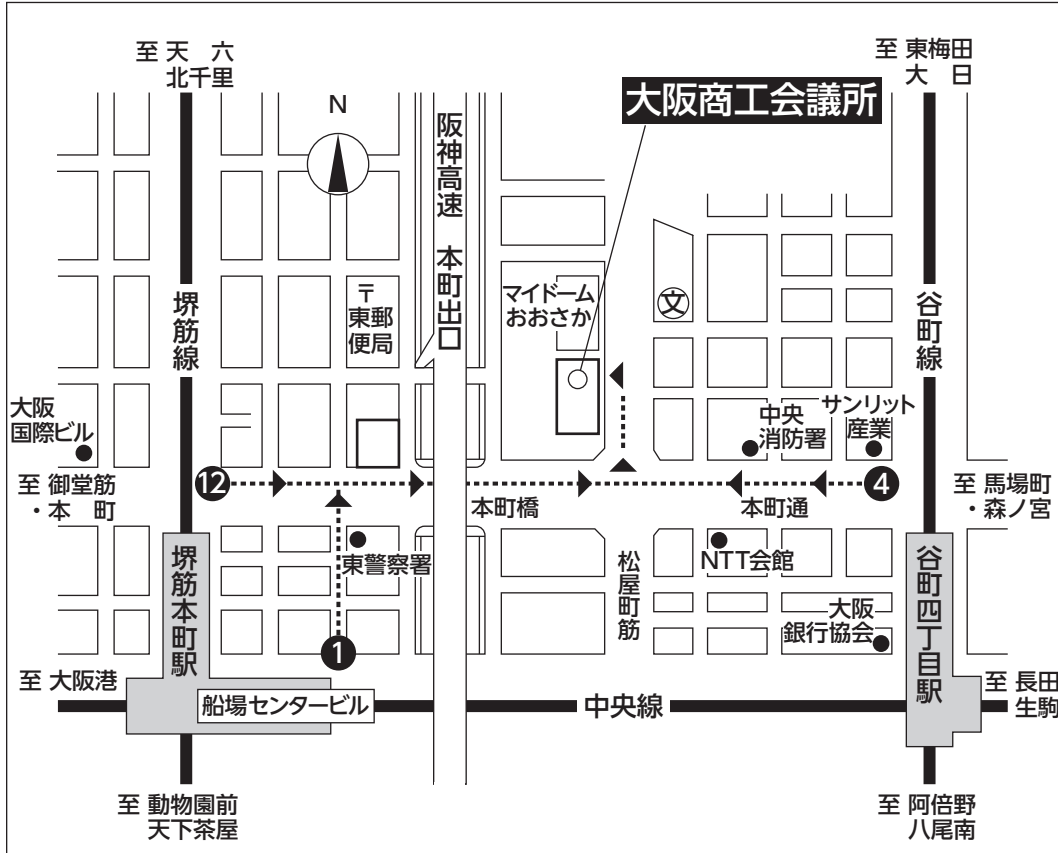 至 天　六
北千里
至 東梅田
大　日
大阪商工会議所
N
阪神高速　本町出口
堺筋線
〒
東郵
便局
マイドーム
おおさか
文
谷町線
大阪
国際ビル
中央
消防署
サンリット
産業
至 御堂筋
・本　町
12
4
本町橋
本町通
至 馬場町
・森ノ宮
東警察署
NTT会館
堺筋本町駅
松屋町筋
大阪
銀行協会
谷町四丁目駅
1
至 大阪港
船場センタービル
中央線
至 長田
生駒
至 動物園前
天下茶屋
至 阿倍野
八尾南